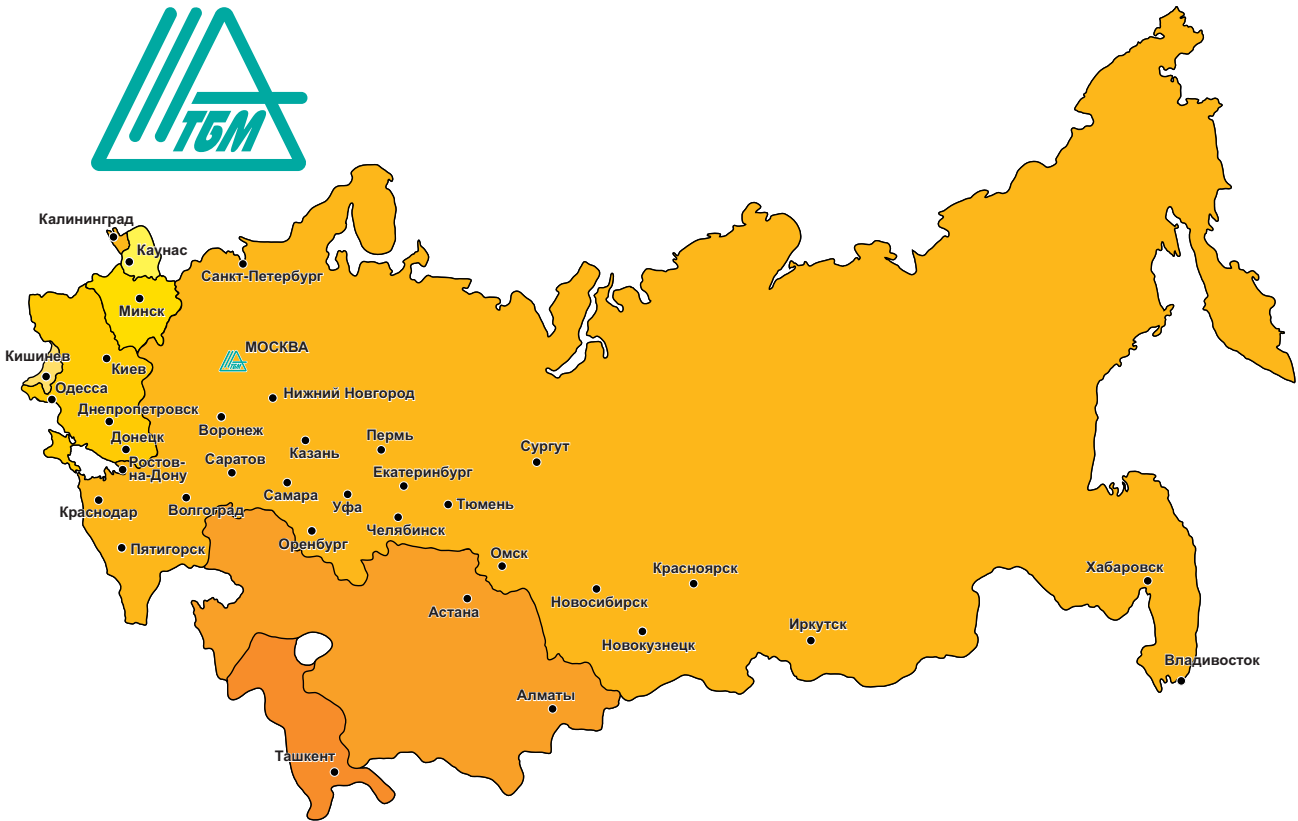 ТБМ
Калининград
Каунас
Санкт-Петербург
Минск
МОСКВА
ТБМ
Кишинев
Киев
Одесса
Нижний Новгород
Днепропетровск
Воронеж
Донецк
Казань
Пермь
Сургут
Ростов-
на-Дону
Саратов
Екатеринбург
Самара
Уфа
Тюмень
Краснодар
Волгоград
Челябинск
Оренбург
Пятигорск
Омск
Красноярск
Хабаровск
Астана
Новосибирск
Иркутск
Новокузнецк
Владивосток
Алматы
Ташкент